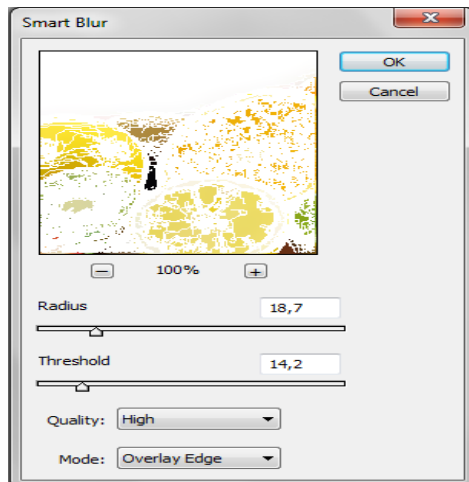 Smart Blur
OK
Cancel
100%
Radius
18,7
Threshold
14,2
Quality: High
Mode: Overlay Edge